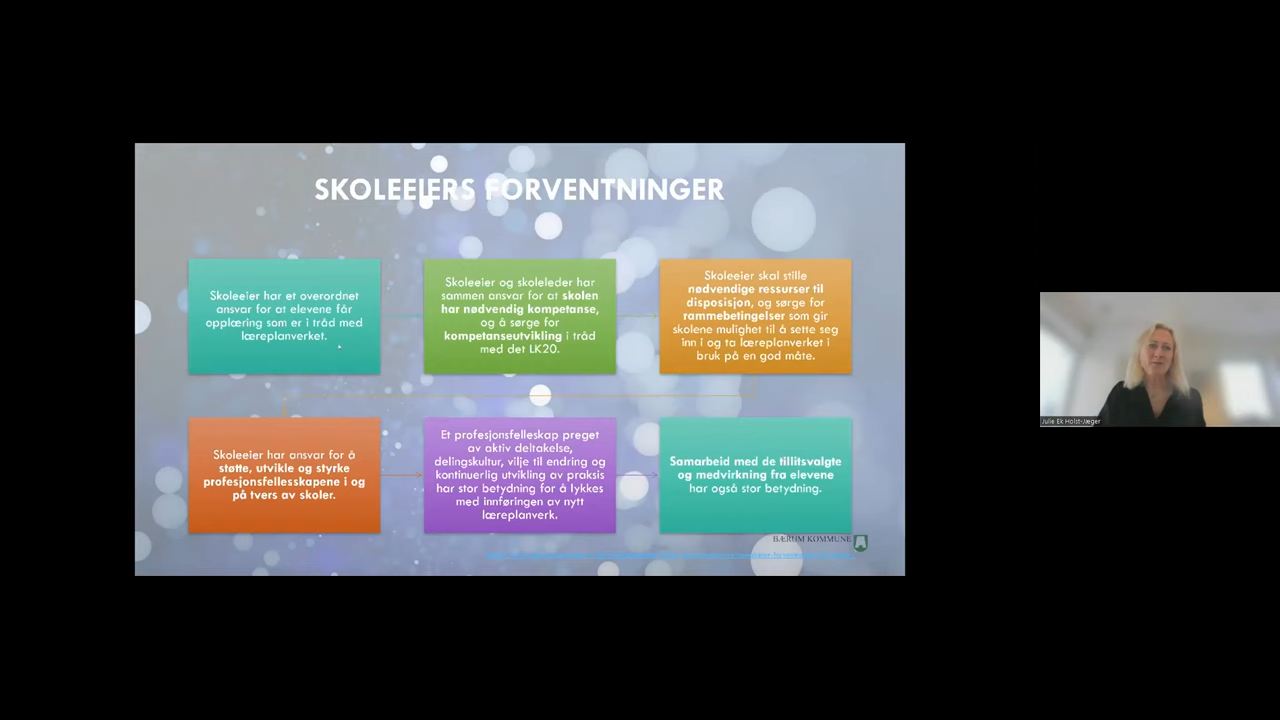 SKOLEEIERS FORVENTNINGER
Skoleeier har et overordnet
ansvar for at elevene får
opplæring som er i tråd med
læreplanverket.
Skoleeier og skoleleder har
sammen ansvar for at skolen
har nødvendig kompetanse,
og å sørge for
kompetanseutvikling i tråd
med det LK20.
Skoleeier skal stille
nødvendige ressurser til
disposisjon, og sørge for
rammebetingelser som gir
skolene mulighet til å sette seg
inn i og ta læreplanverket i
bruk på en god måte.
Skoleeier har ansvar for å
støtte, utvikle og styrke
profesjonsfellesskapene i og
på tvers av skoler.
Et profesjonsfelleskap preget
av aktiv deltakelse,
delingskultur, vilje til endring og
kontinuerlig utvikling av praksis
har stor betydning for å lykkes
med innføringen av nytt
læreplanverk.
Samarbeid med de tillitsvalgte
og medvirkning fra elevene
har også stor betydning.
BÆRUM KOMMUNE
Julie Ek Holst-Jæger